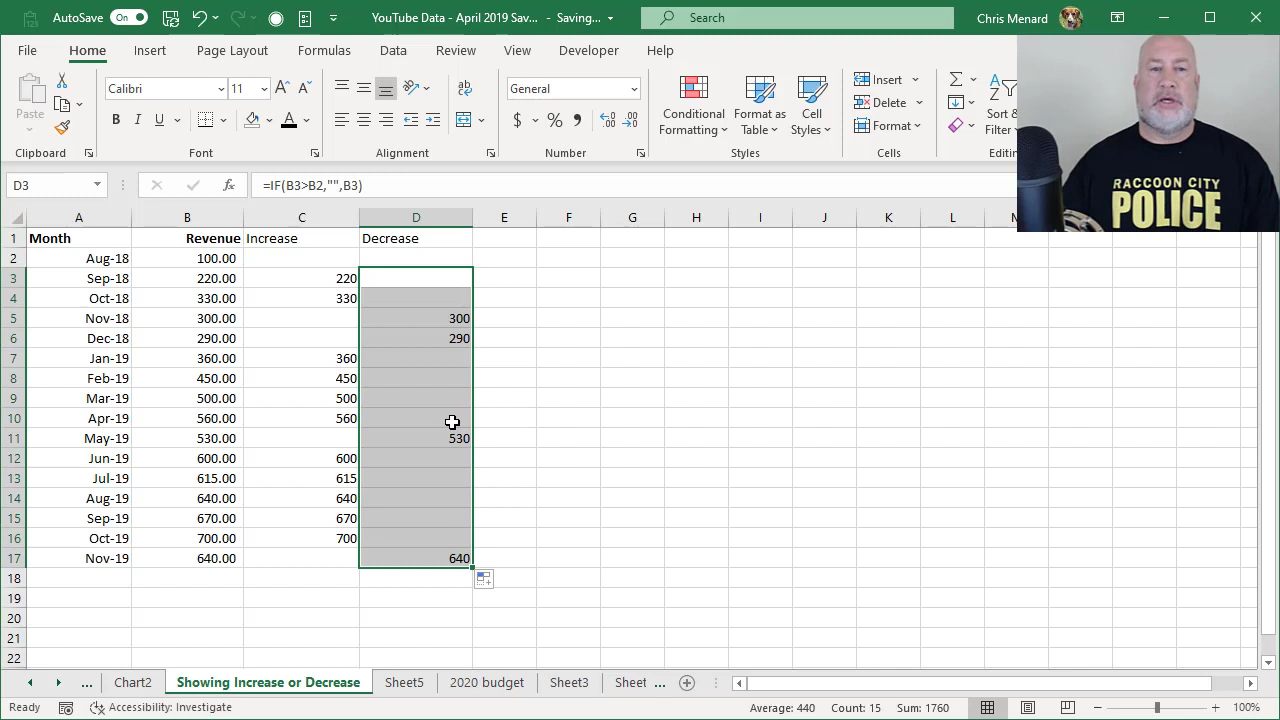 AutoSave On YouTube Data - April 2019 Sav... - Saving... Search Chris Menard
File Home Insert Page Layout Formulas Data Review View Developer Help
Paste Calibri 11 A A General Conditional Formatting Format as Table Cell Styles Insert Delete Format Sort & Filter
B I U A $ % , .00
Clipboard Font Alignment Number Styles Cells Editin
D3 fx =IF(B3>B2,"",B3)
RACCOON CITY
POLICE
A B C D E F G H I J K L M
1 Month Revenue Increase Decrease
2 Aug-18 100.00
3 Sep-18 220.00 220
4 Oct-18 330.00 330
5 Nov-18 300.00 300
6 Dec-18 290.00 290
7 Jan-19 360.00 360
8 Feb-19 450.00 450
9 Mar-19 500.00 500
10 Apr-19 560.00 560
11 May-19 530.00 530
12 Jun-19 600.00 600
13 Jul-19 615.00 615
14 Aug-19 640.00 640
15 Sep-19 670.00 670
16 Oct-19 700.00 700
17 Nov-19 640.00 640
18
19
20
21
22
... Chart2 Showing Increase or Decrease Sheet5 2020 budget Sheet3 Sheet ...
Ready Accessibility: Investigate Average: 440 Count: 15 Sum: 1760 100%